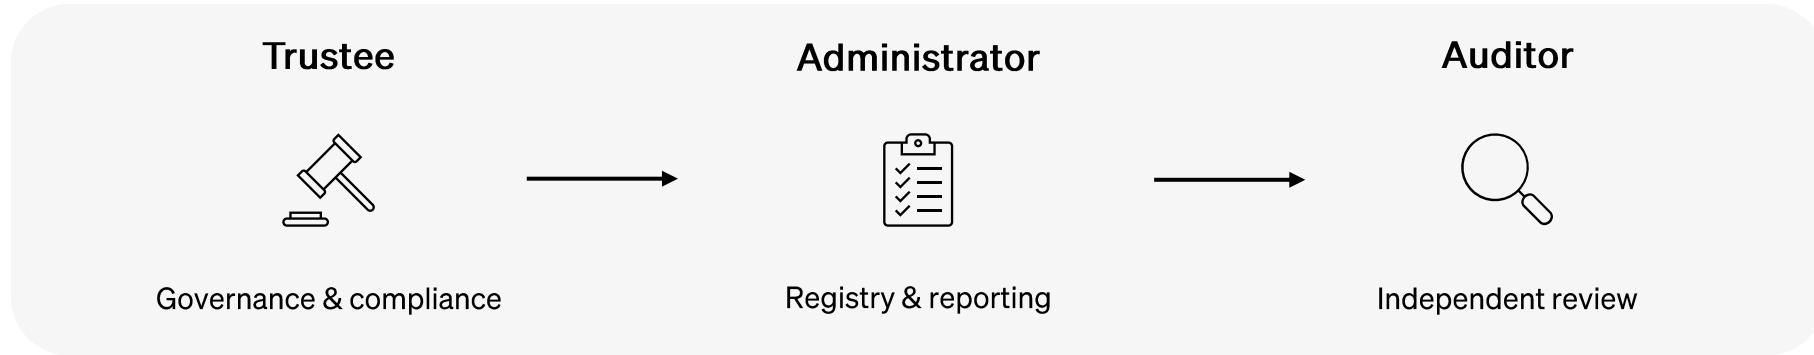 Trustee
Administrator
Auditor
Governance & compliance
Registry & reporting
Independent review